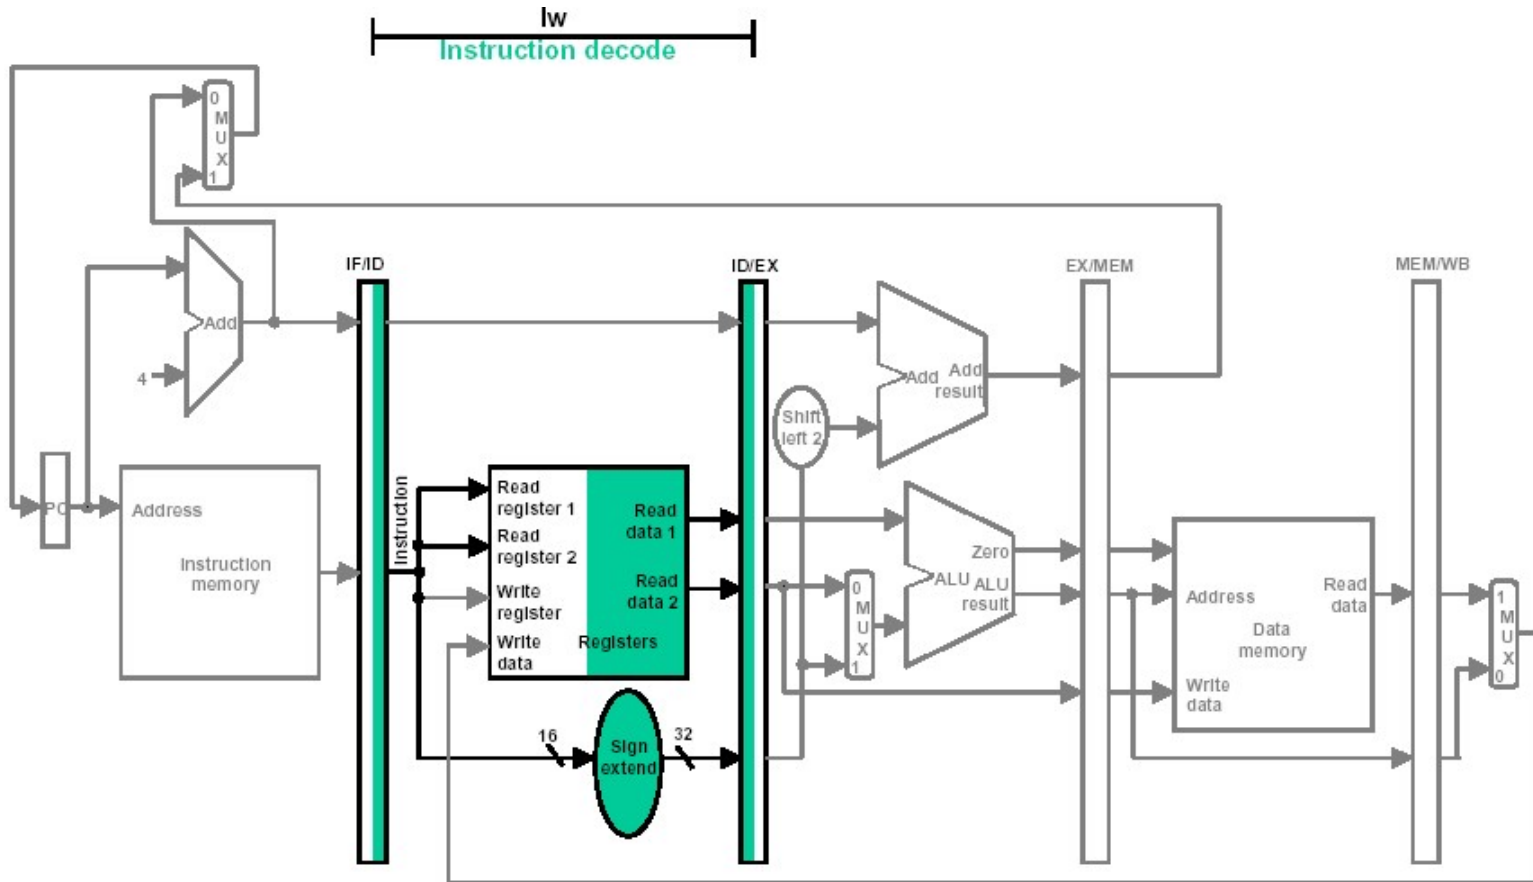 lw
Instruction decode
0
M
U
X
1
IF/ID
ID/EX
EX/MEM
MEM/WB
Add
4
Add
Add
result
Shift
left 2
PC
Address
Instruction
memory
Instruction
Read
register 1
Read
register 2
Write
register
Write
data
Registers
Read
data 1
Read
data 2
16
Sign
extend
32
0
M
U
X
1
Zero
ALU
ALU
result
Address
Write
data
Data
memory
Read
data
1
M
U
X
0